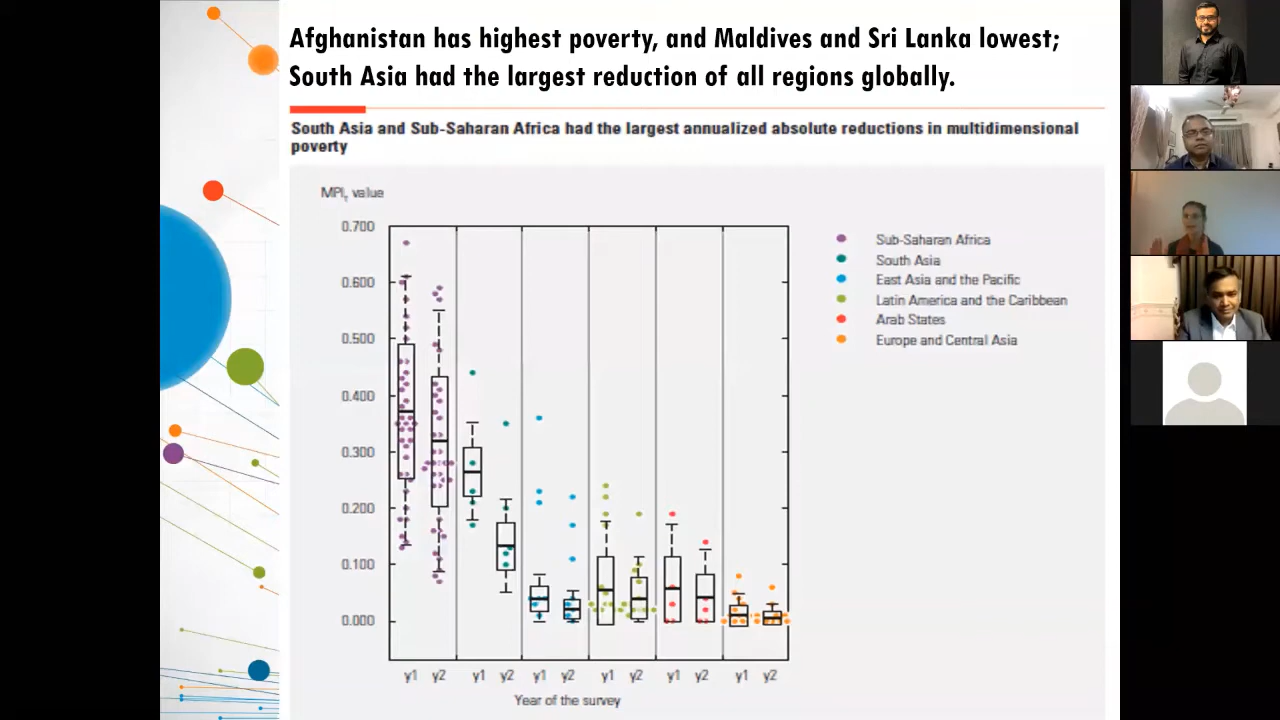 Afghanistan has highest poverty, and Maldives and Sri Lanka lowest;
South Asia had the largest reduction of all regions globally.
South Asia and Sub-Saharan Africa had the largest annualized absolute reductions in multidimensional
poverty
MPIT value
0.700
0.600
0.500
0.400
0.300
0.200
0.100
0.000
y1 y2 y1 y2 y1 y2 y1 y2 y1 y2 y1 y2
Year of the survey
Sub-Saharan Africa
South Asia
East Asia and the Pacific
Latin America and the Caribbean
Arab States
Europe and Central Asia